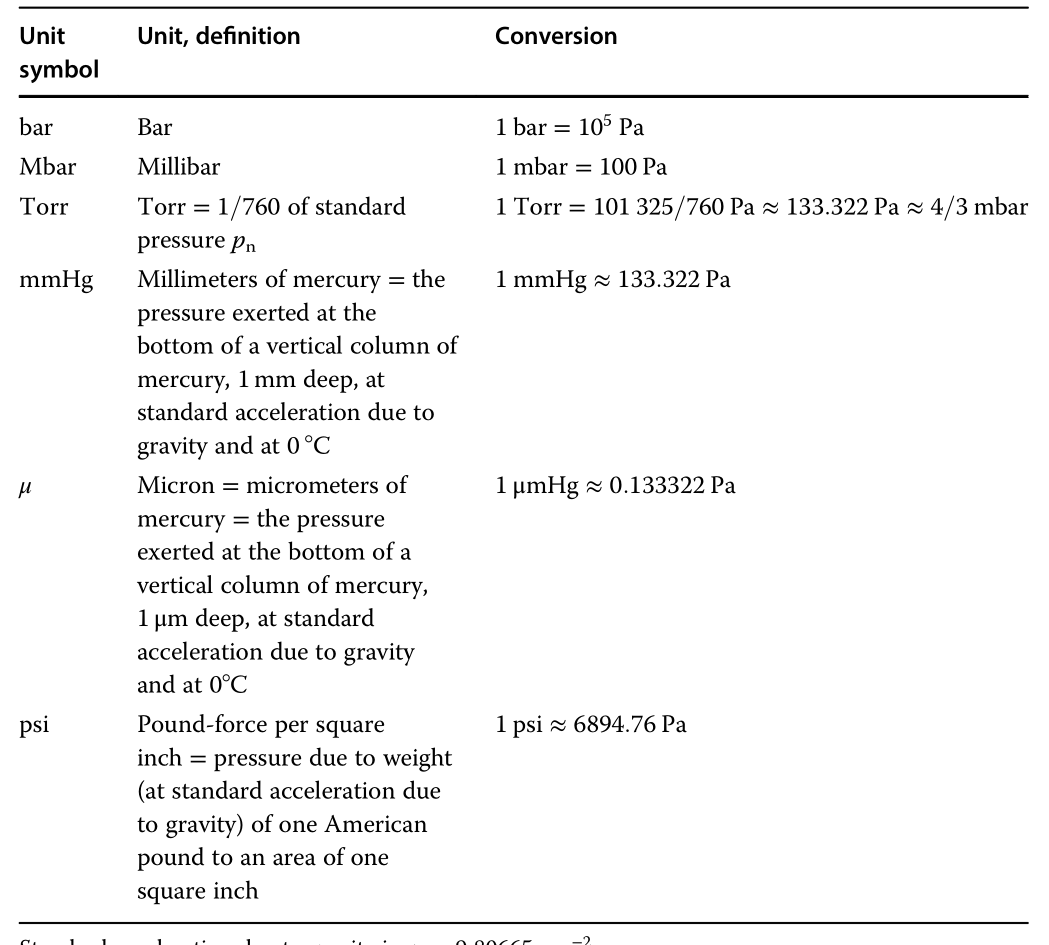 Unit symbol Unit, definition Conversion
bar Bar 1 bar = 10⁵ Pa
Mbar Millibar 1 mbar = 100 Pa
Torr Torr = 1/760 of standard 1 Torr = 101 325/760 Pa ≈ 133.322 Pa ≈ 4/3 mbar
pressure pₙ
mmHg Millimeters of mercury = the 1 mmHg ≈ 133.322 Pa
pressure exerted at the
bottom of a vertical column of
mercury, 1 mm deep, at
standard acceleration due to
gravity and at 0 °C
μ Micron = micrometers of 1 μmHg ≈ 0.133322 Pa
mercury = the pressure
exerted at the bottom of a
vertical column of mercury,
1 μm deep, at standard
acceleration due to gravity
and at 0°C
psi Pound-force per square 1 psi ≈ 6894.76 Pa
inch = pressure due to weight
(at standard acceleration due
to gravity) of one American
pound to an area of one
square inch